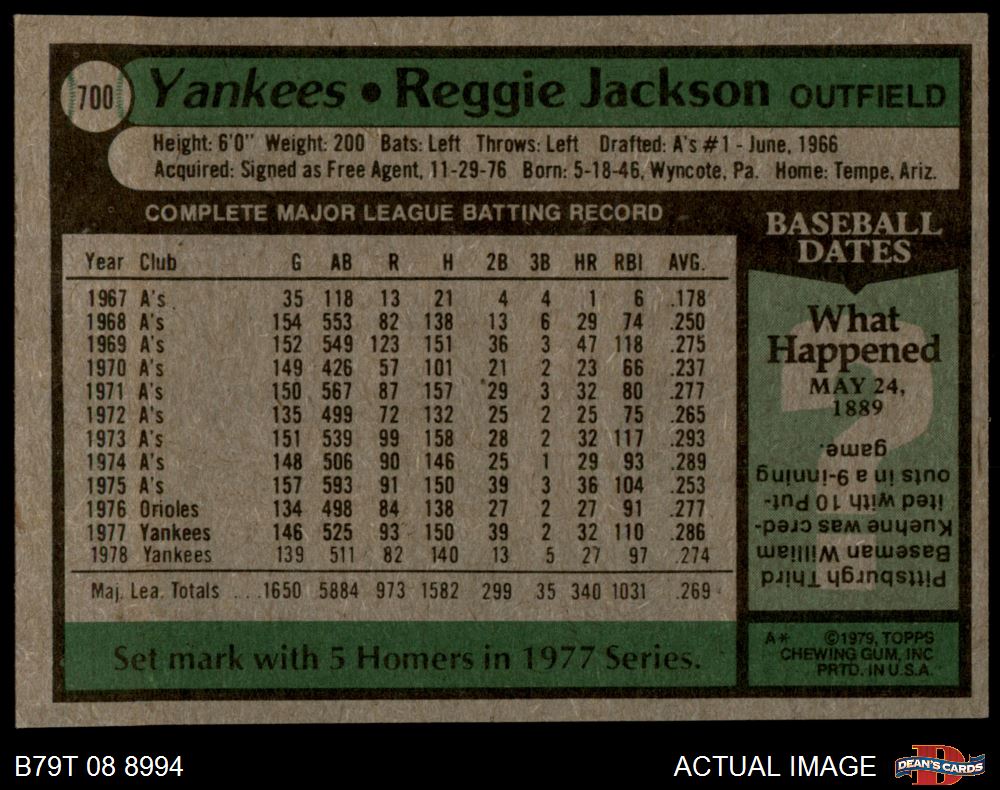 700 Yankees • Reggie Jackson OUTFIELD
Height: 6'0" Weight: 200 Bats: Left Throws: Left Drafted: A's #1 - June, 1966
Acquired: Signed as Free Agent, 11-29-76 Born: 5-18-46, Wyncote, Pa. Home: Tempe, Ariz.
COMPLETE MAJOR LEAGUE BATTING RECORD
Year Club G AB R H 2B 3B HR RBI AVG.
1967 A's 35 118 13 21 4 4 1 6 .178
1968 A's 154 553 82 138 13 6 29 74 .250
1969 A's 152 549 123 151 36 3 47 118 .275
1970 A's 149 426 57 101 21 2 23 66 .237
1971 A's 150 567 87 157 29 3 32 80 .277
1972 A's 135 499 72 132 25 2 25 75 .265
1973 A's 151 539 99 158 28 2 32 117 .293
1974 A's 148 506 90 146 25 1 29 93 .289
1975 A's 157 593 91 150 39 3 36 104 .253
1976 Orioles 134 498 84 138 27 2 27 91 .277
1977 Yankees 146 525 93 150 39 2 32 110 .286
1978 Yankees 139 511 82 140 13 5 27 97 .274
Maj. Lea. Totals ...1650 5884 973 1582 299 35 340 1031 .269
Set mark with 5 Homers in 1977 Series.
BASEBALL
DATES
What
Happened
MAY 24,
1889
Pittsburgh Third
Baseman William
Kuehne was cred-
ited with 10 Put-
outs in a 9-inning
game.
A* ©1979, TOPPS
CHEWING GUM, INC
PRTD. IN U.S.A.
B79T 08 8994
ACTUAL IMAGE
DEAN'S CARDS